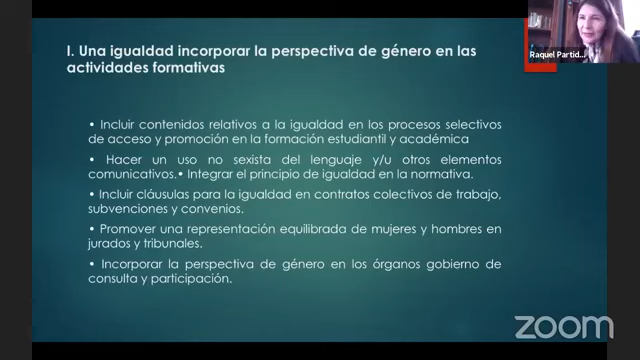 I. Una igualdad incorporar la perspectiva de género en las
actividades formativas
Raquel Partid...
• Incluir contenidos relativos a la igualdad en los procesos selectivos
de acceso y promoción en la formación estudiantil y académica
• Hacer un uso no sexista del lenguaje y/u otros elementos
comunicativos.• Integrar el principio de igualdad en la normativa.
• Incluir cláusulas para la igualdad en contratos colectivos de trabajo,
subvenciones y convenios.
• Promover una representación equilibrada de mujeres y hombres en
jurados y tribunales.
• Incorporar la perspectiva de género en los órganos gobierno de
consulta y participación.
zoom